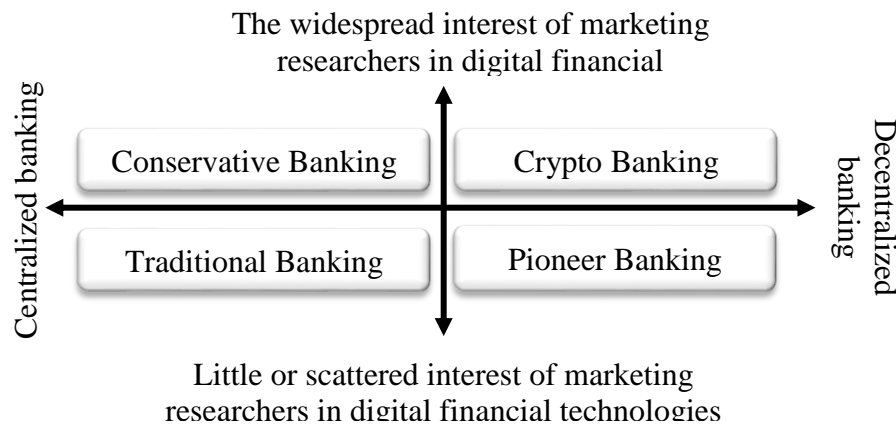 The widespread interest of marketing
researchers in digital financial
Centralized banking
Conservative Banking
Crypto Banking
Decentralized
banking
Traditional Banking
Pioneer Banking
Little or scattered interest of marketing
researchers in digital financial technologies